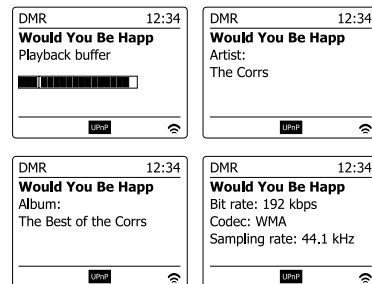 DMR 12:34
Would You Be Happ
Playback buffer
UPnP
DMR 12:34
Would You Be Happ
Artist:
The Corrs
UPnP
DMR 12:34
Would You Be Happ
Album:
The Best of the Corrs
UPnP
DMR 12:34
Would You Be Happ
Bit rate: 192 kbps
Codec: WMA
Sampling rate: 44.1 kHz
UPnP